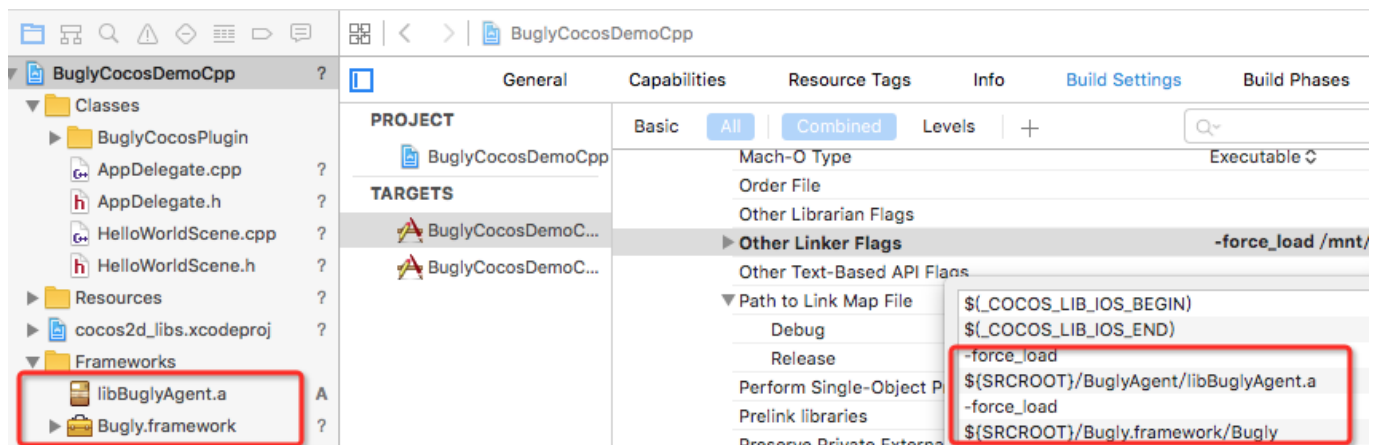 BuglyCocosDemoCpp
BuglyCocosDemoCpp ?
Classes
BuglyCocosPlugin
AppDelegate.cpp ?
AppDelegate.h ?
HelloWorldScene.cpp ?
HelloWorldScene.h ?
Resources ?
cocos2d_libs.xcodeproj ?
Frameworks
libBuglyAgent.a A
Bugly.framework ?
General Capabilities Resource Tags Info Build Settings Build Phases
PROJECT
BuglyCocosDemoCpp
TARGETS
BuglyCocosDemoC...
BuglyCocosDemoC...
Basic All Combined Levels
Mach-O Type Executable
Order File
Other Librarian Flags
Other Linker Flags -force_load /mnt/
Other Text-Based API Flags
Path to Link Map File
Debug
Release
Perform Single-Object P
Prelink libraries
Preserve Private Externa
$(_COCOS_LIB_IOS_BEGIN)
$(_COCOS_LIB_IOS_END)
-force_load
${SRCROOT}/BuglyAgent/libBuglyAgent.a
-force_load
${SRCROOT}/Bugly.framework/Bugly